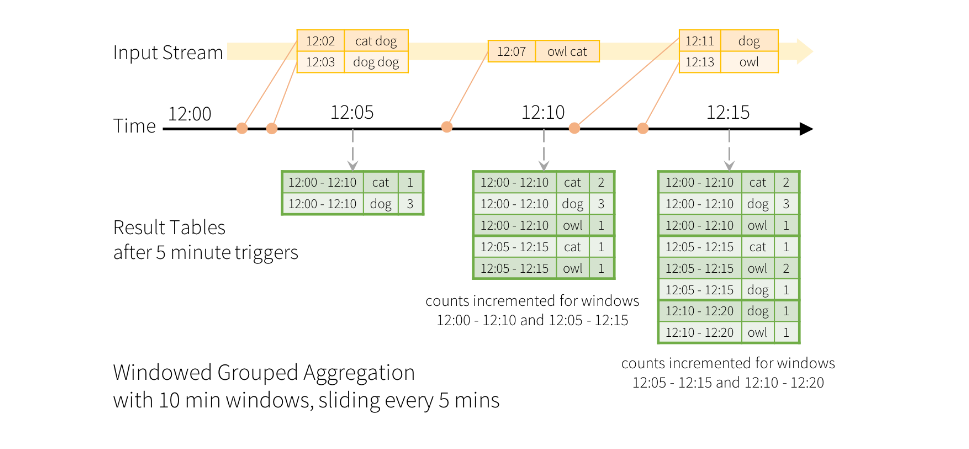 Input Stream
12:02 cat dog
12:03 dog dog
12:07 owl cat
12:11 dog
12:13 owl
Time
12:00
12:05
12:10
12:15
Result Tables
after 5 minute triggers
12:00 - 12:10 cat 1
12:00 - 12:10 dog 3
12:00 - 12:10 cat 2
12:00 - 12:10 dog 3
12:00 - 12:10 owl 1
12:05 - 12:15 cat 1
12:05 - 12:15 owl 1
counts incremented for windows
12:00 - 12:10 and 12:05 - 12:15
12:00 - 12:10 cat 2
12:00 - 12:10 dog 3
12:00 - 12:10 owl 1
12:05 - 12:15 cat 1
12:05 - 12:15 owl 2
12:05 - 12:15 dog 1
12:10 - 12:20 dog 1
12:10 - 12:20 owl 1
counts incremented for windows
12:05 - 12:15 and 12:10 - 12:20
Windowed Grouped Aggregation
with 10 min windows, sliding every 5 mins